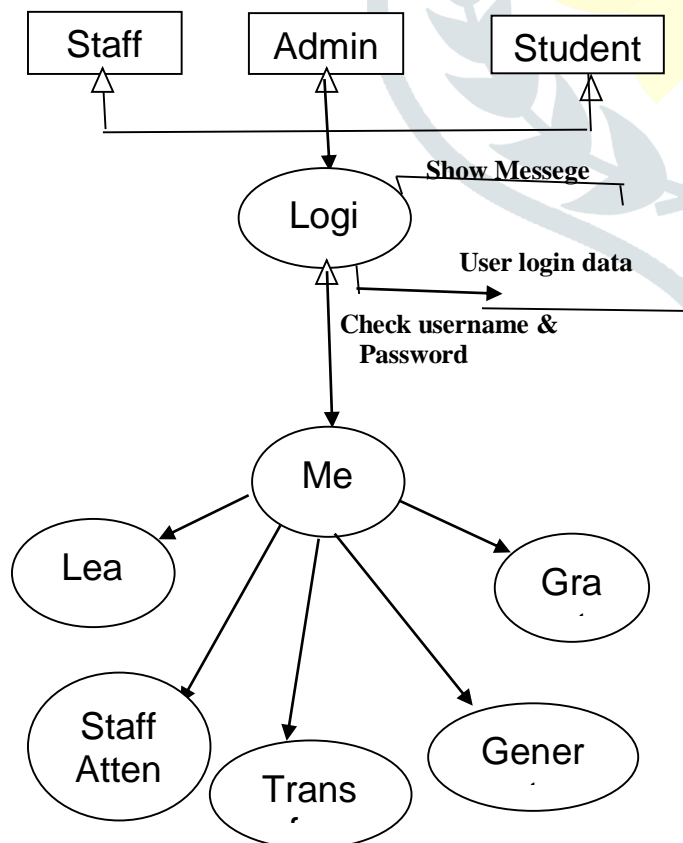 Staff
Admin
Student
Show Messege
Logi
User login data
Check username &
Password
Me
Lea
Gra
Staff
Atten
Gener
Trans